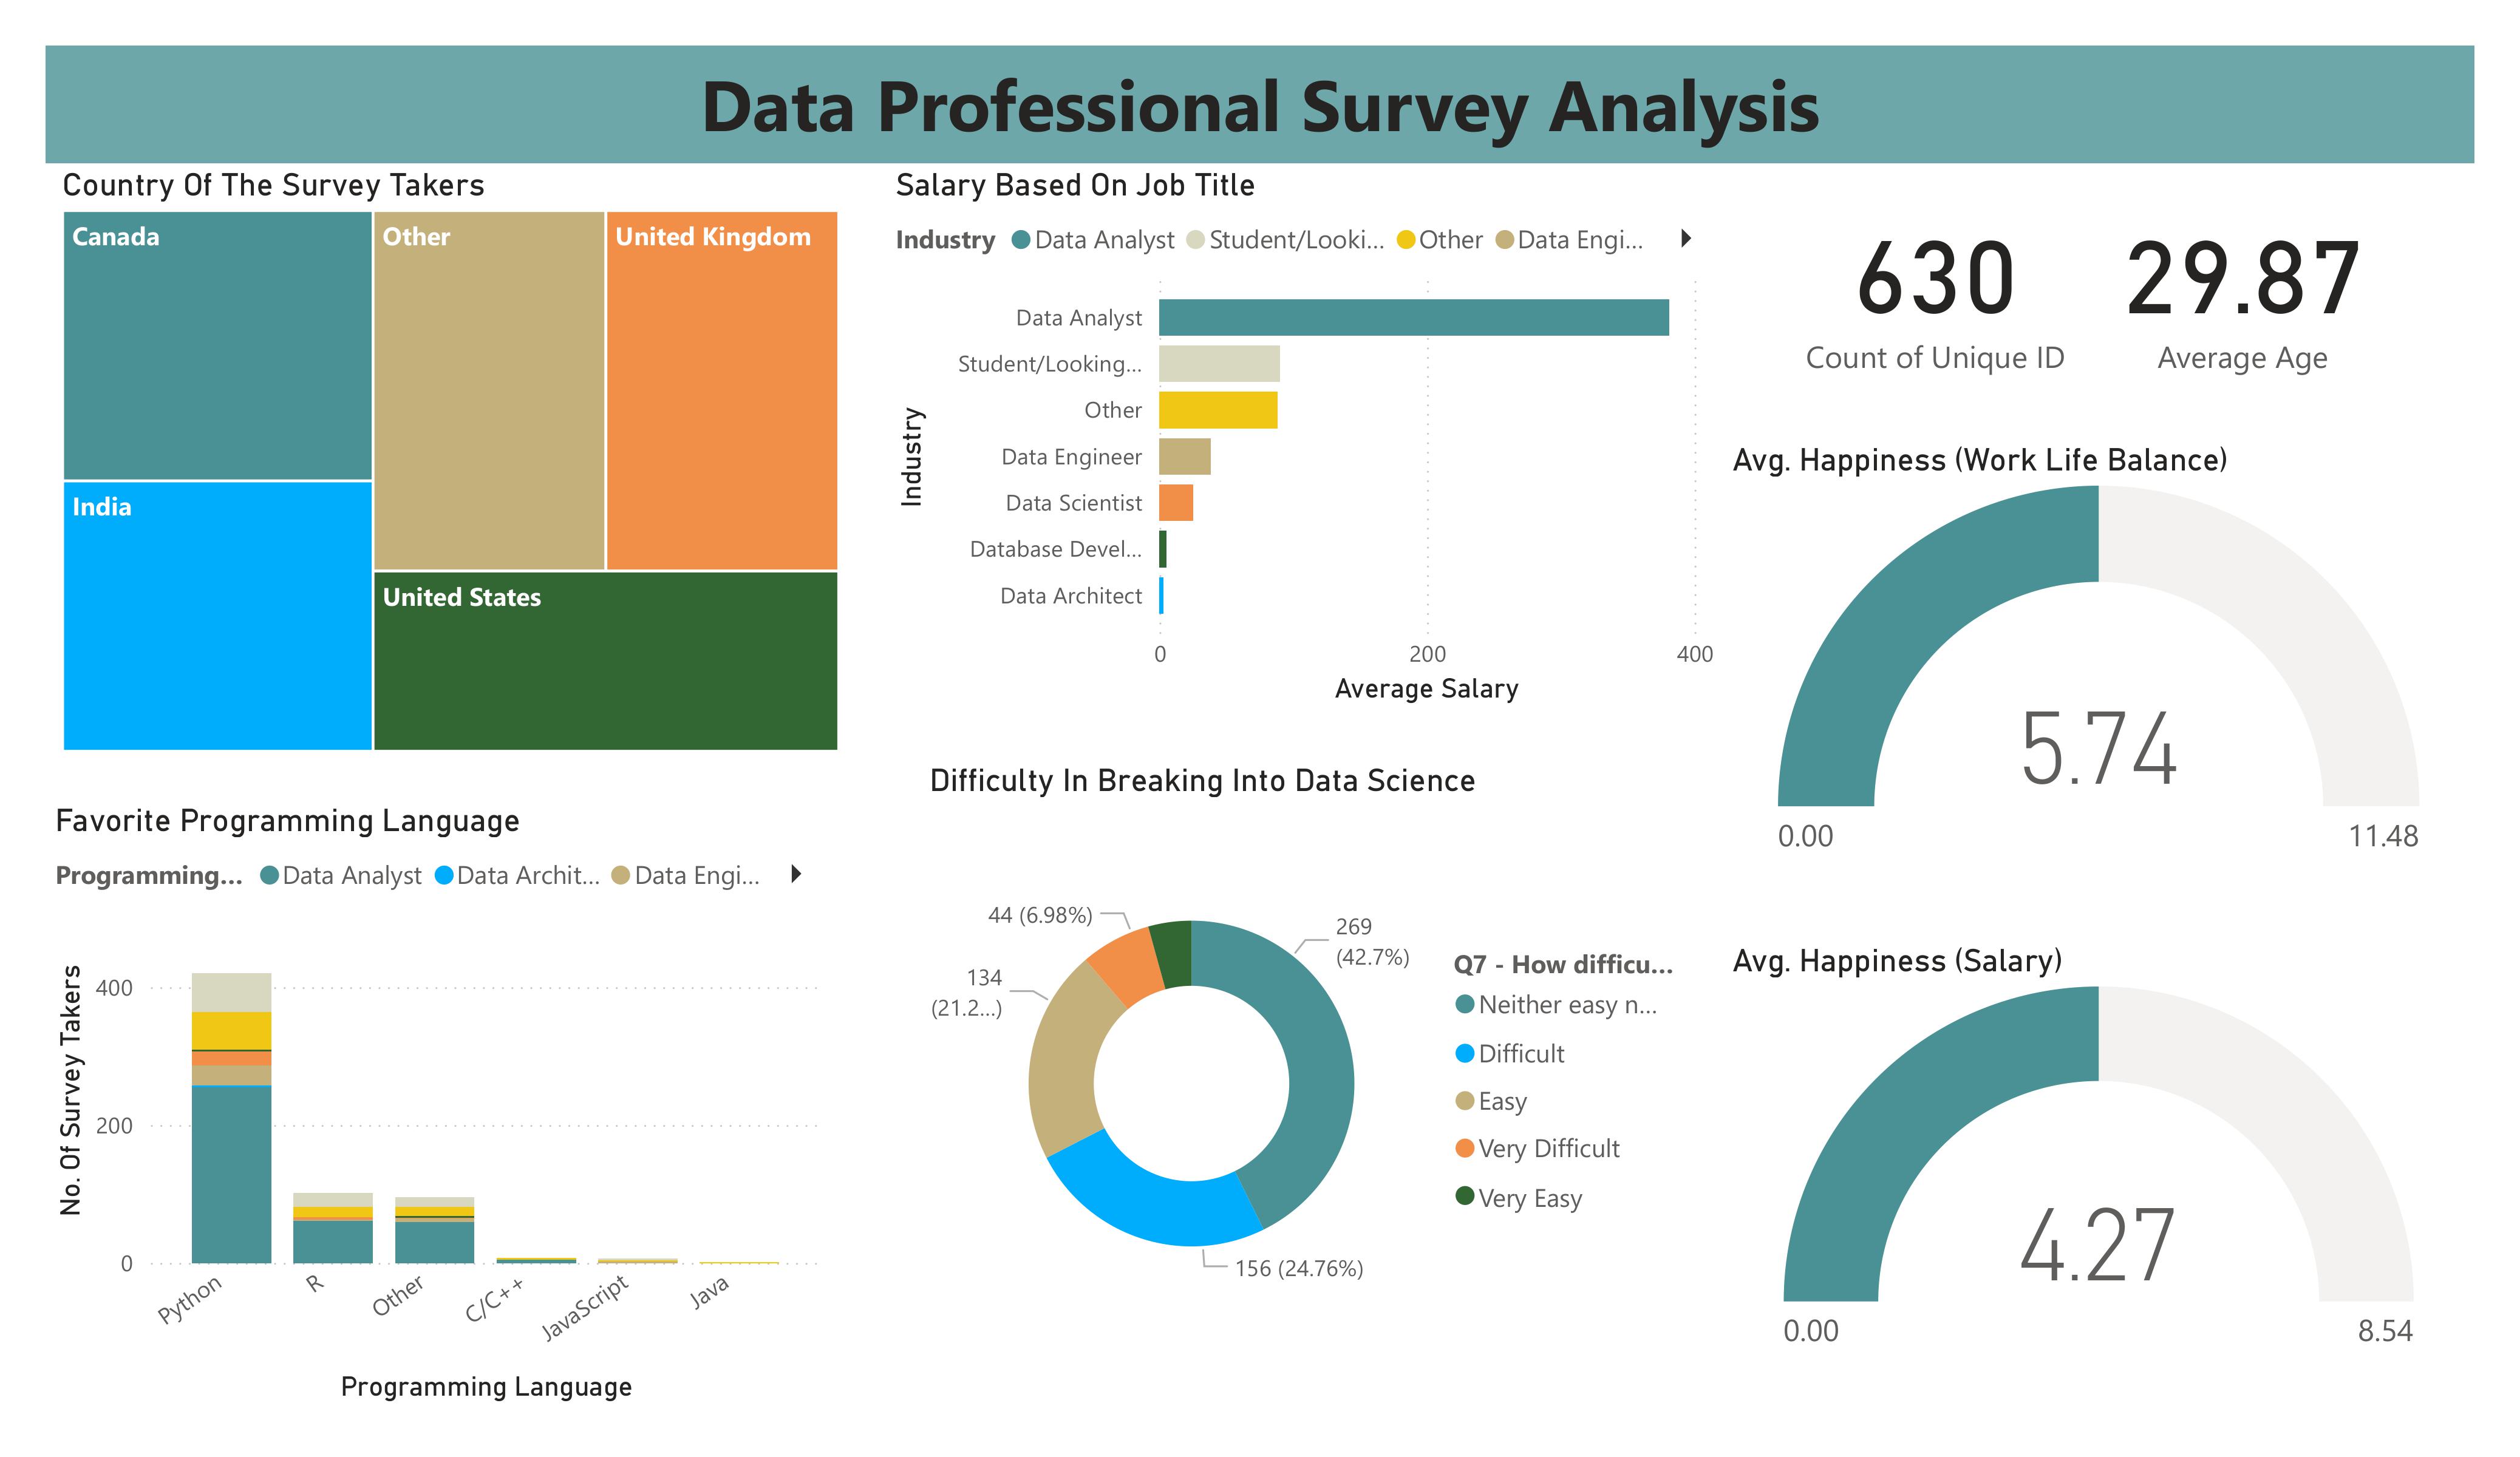 Data Professional Survey Analysis
Country Of The Survey Takers
Canada
Other
United Kingdom
India
United States
Salary Based On Job Title
Industry Data Analyst Student/Looki... Other Data Engi...
Industry
Data Analyst
Student/Looking...
Other
Data Engineer
Data Scientist
Database Devel...
Data Architect
0 200 400
Average Salary
630
Count of Unique ID
29.87
Average Age
Avg. Happiness (Work Life Balance)
5.74
0.00 11.48
Favorite Programming Language
Programming... Data Analyst Data Archit... Data Engi...
No. Of Survey Takers
400
200
0
Python R Other C/C++ JavaScript Java
Programming Language
Difficulty In Breaking Into Data Science
44 (6.98%)
269
(42.7%)
134
(21.2...)
156 (24.76%)
Q7 - How difficu...
Neither easy n...
Difficult
Easy
Very Difficult
Very Easy
Avg. Happiness (Salary)
4.27
0.00 8.54